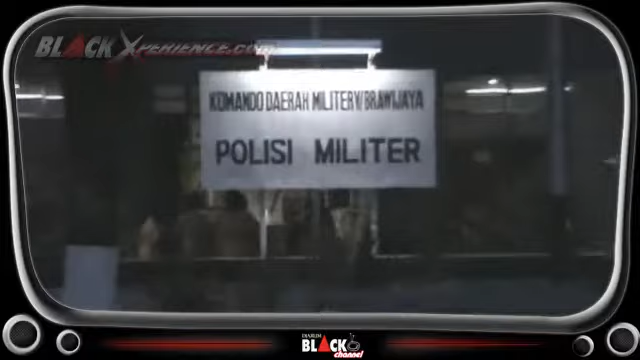 BLACKXPERIENCE.COM
KOMANDO DAERAH MILITER V/BRAWIJAYA
POLISI MILITER
DJARUM
BLACK
channel